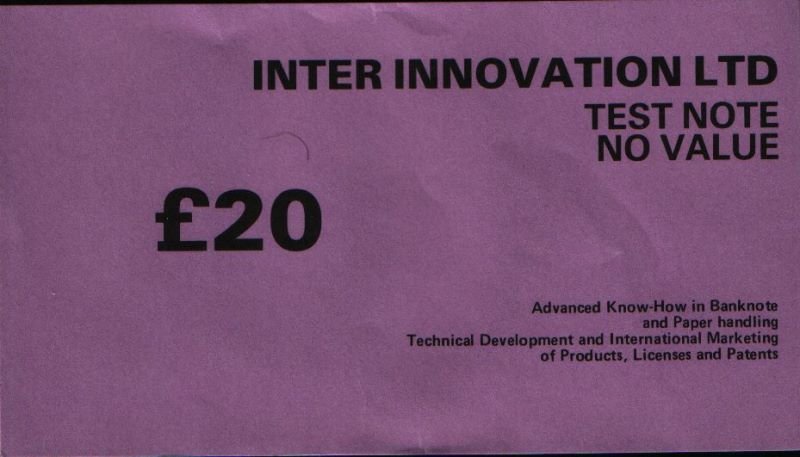 INTER INNOVATION LTD
TEST NOTE
NO VALUE
£20
Advanced Know-How in Banknote
and Paper handling
Technical Development and International Marketing
of Products, Licenses and Patents